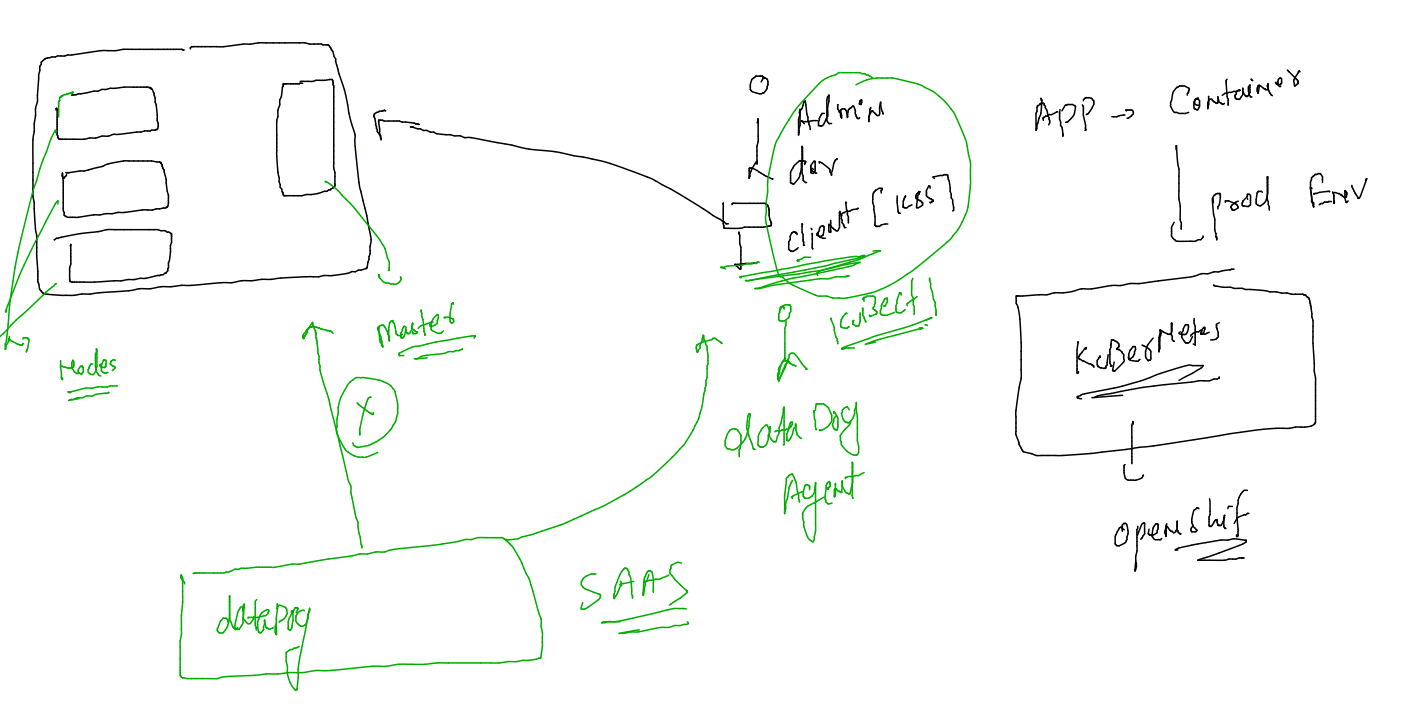 Admin
dev
client [K8S]
KuBect
Master
Nodes
X
data Dog
Agent
SAAS
dataDog
APP → Container
prod Env
KuBerNetes
openshif